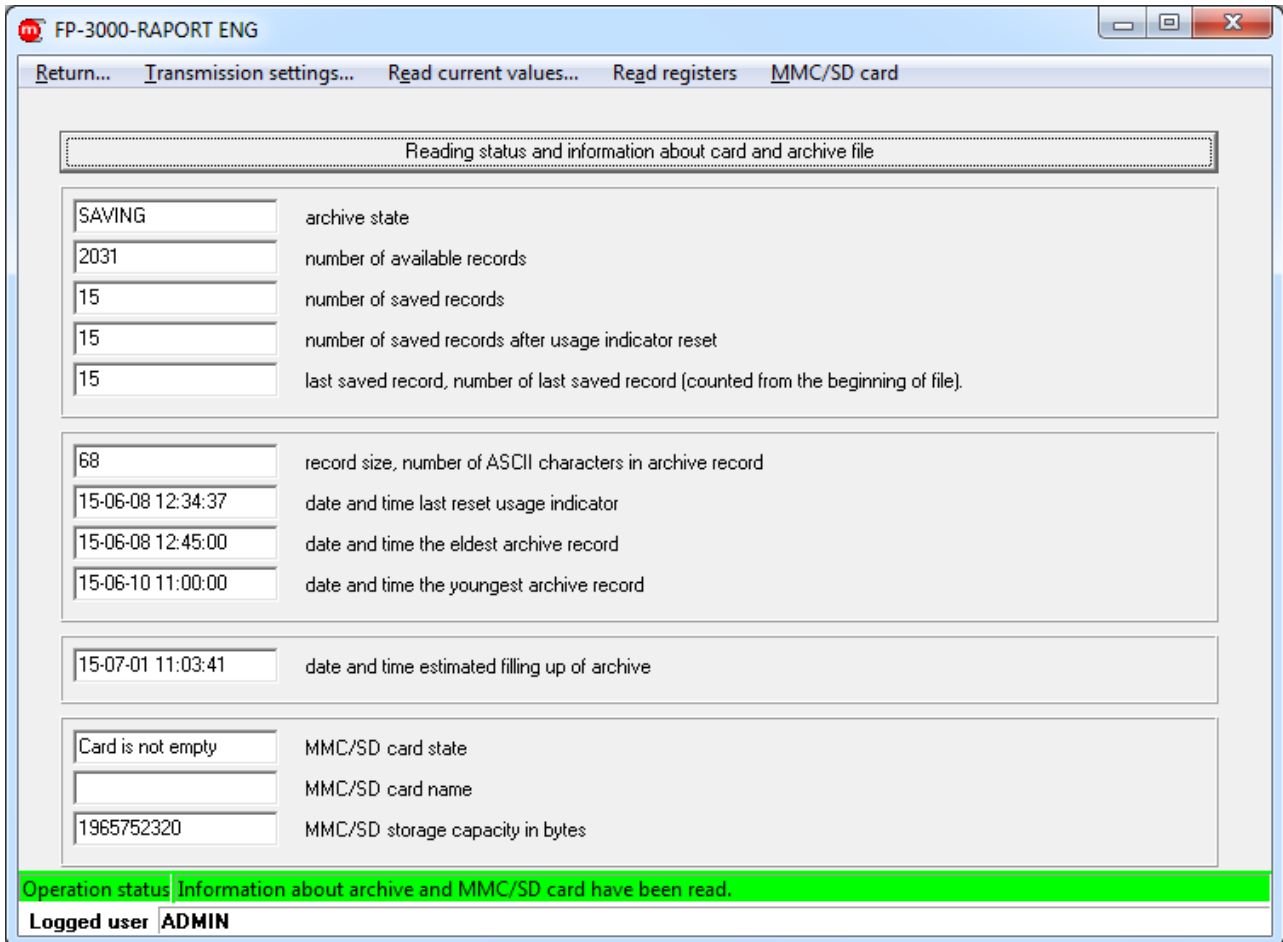 FP-3000-RAPORT ENG
Return... Transmission settings... Read current values... Read registers MMC/SD card
Reading status and information about card and archive file
SAVING archive state
2031 number of available records
15 number of saved records
15 number of saved records after usage indicator reset
15 last saved record, number of last saved record (counted from the beginning of file).
68 record size, number of ASCII characters in archive record
15-06-08 12:34:37 date and time last reset usage indicator
15-06-08 12:45:00 date and time the eldest archive record
15-06-10 11:00:00 date and time the youngest archive record
15-07-01 11:03:41 date and time estimated filling up of archive
Card is not empty MMC/SD card state
MMC/SD card name
1965752320 MMC/SD storage capacity in bytes
Operation status Information about archive and MMC/SD card have been read.
Logged user ADMIN